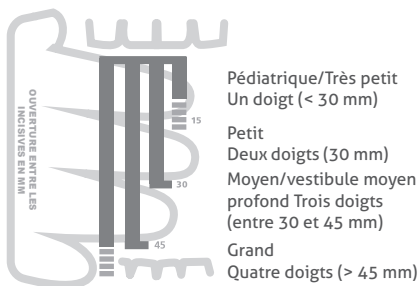 OUVERTURE ENTRE LES
INCISIVES EN MM
15
30
45
Pédiatrique/Très petit
Un doigt (< 30 mm)
Petit
Deux doigts (30 mm)
Moyen/vestibule moyen
profond Trois doigts
(entre 30 et 45 mm)
Grand
Quatre doigts (> 45 mm)